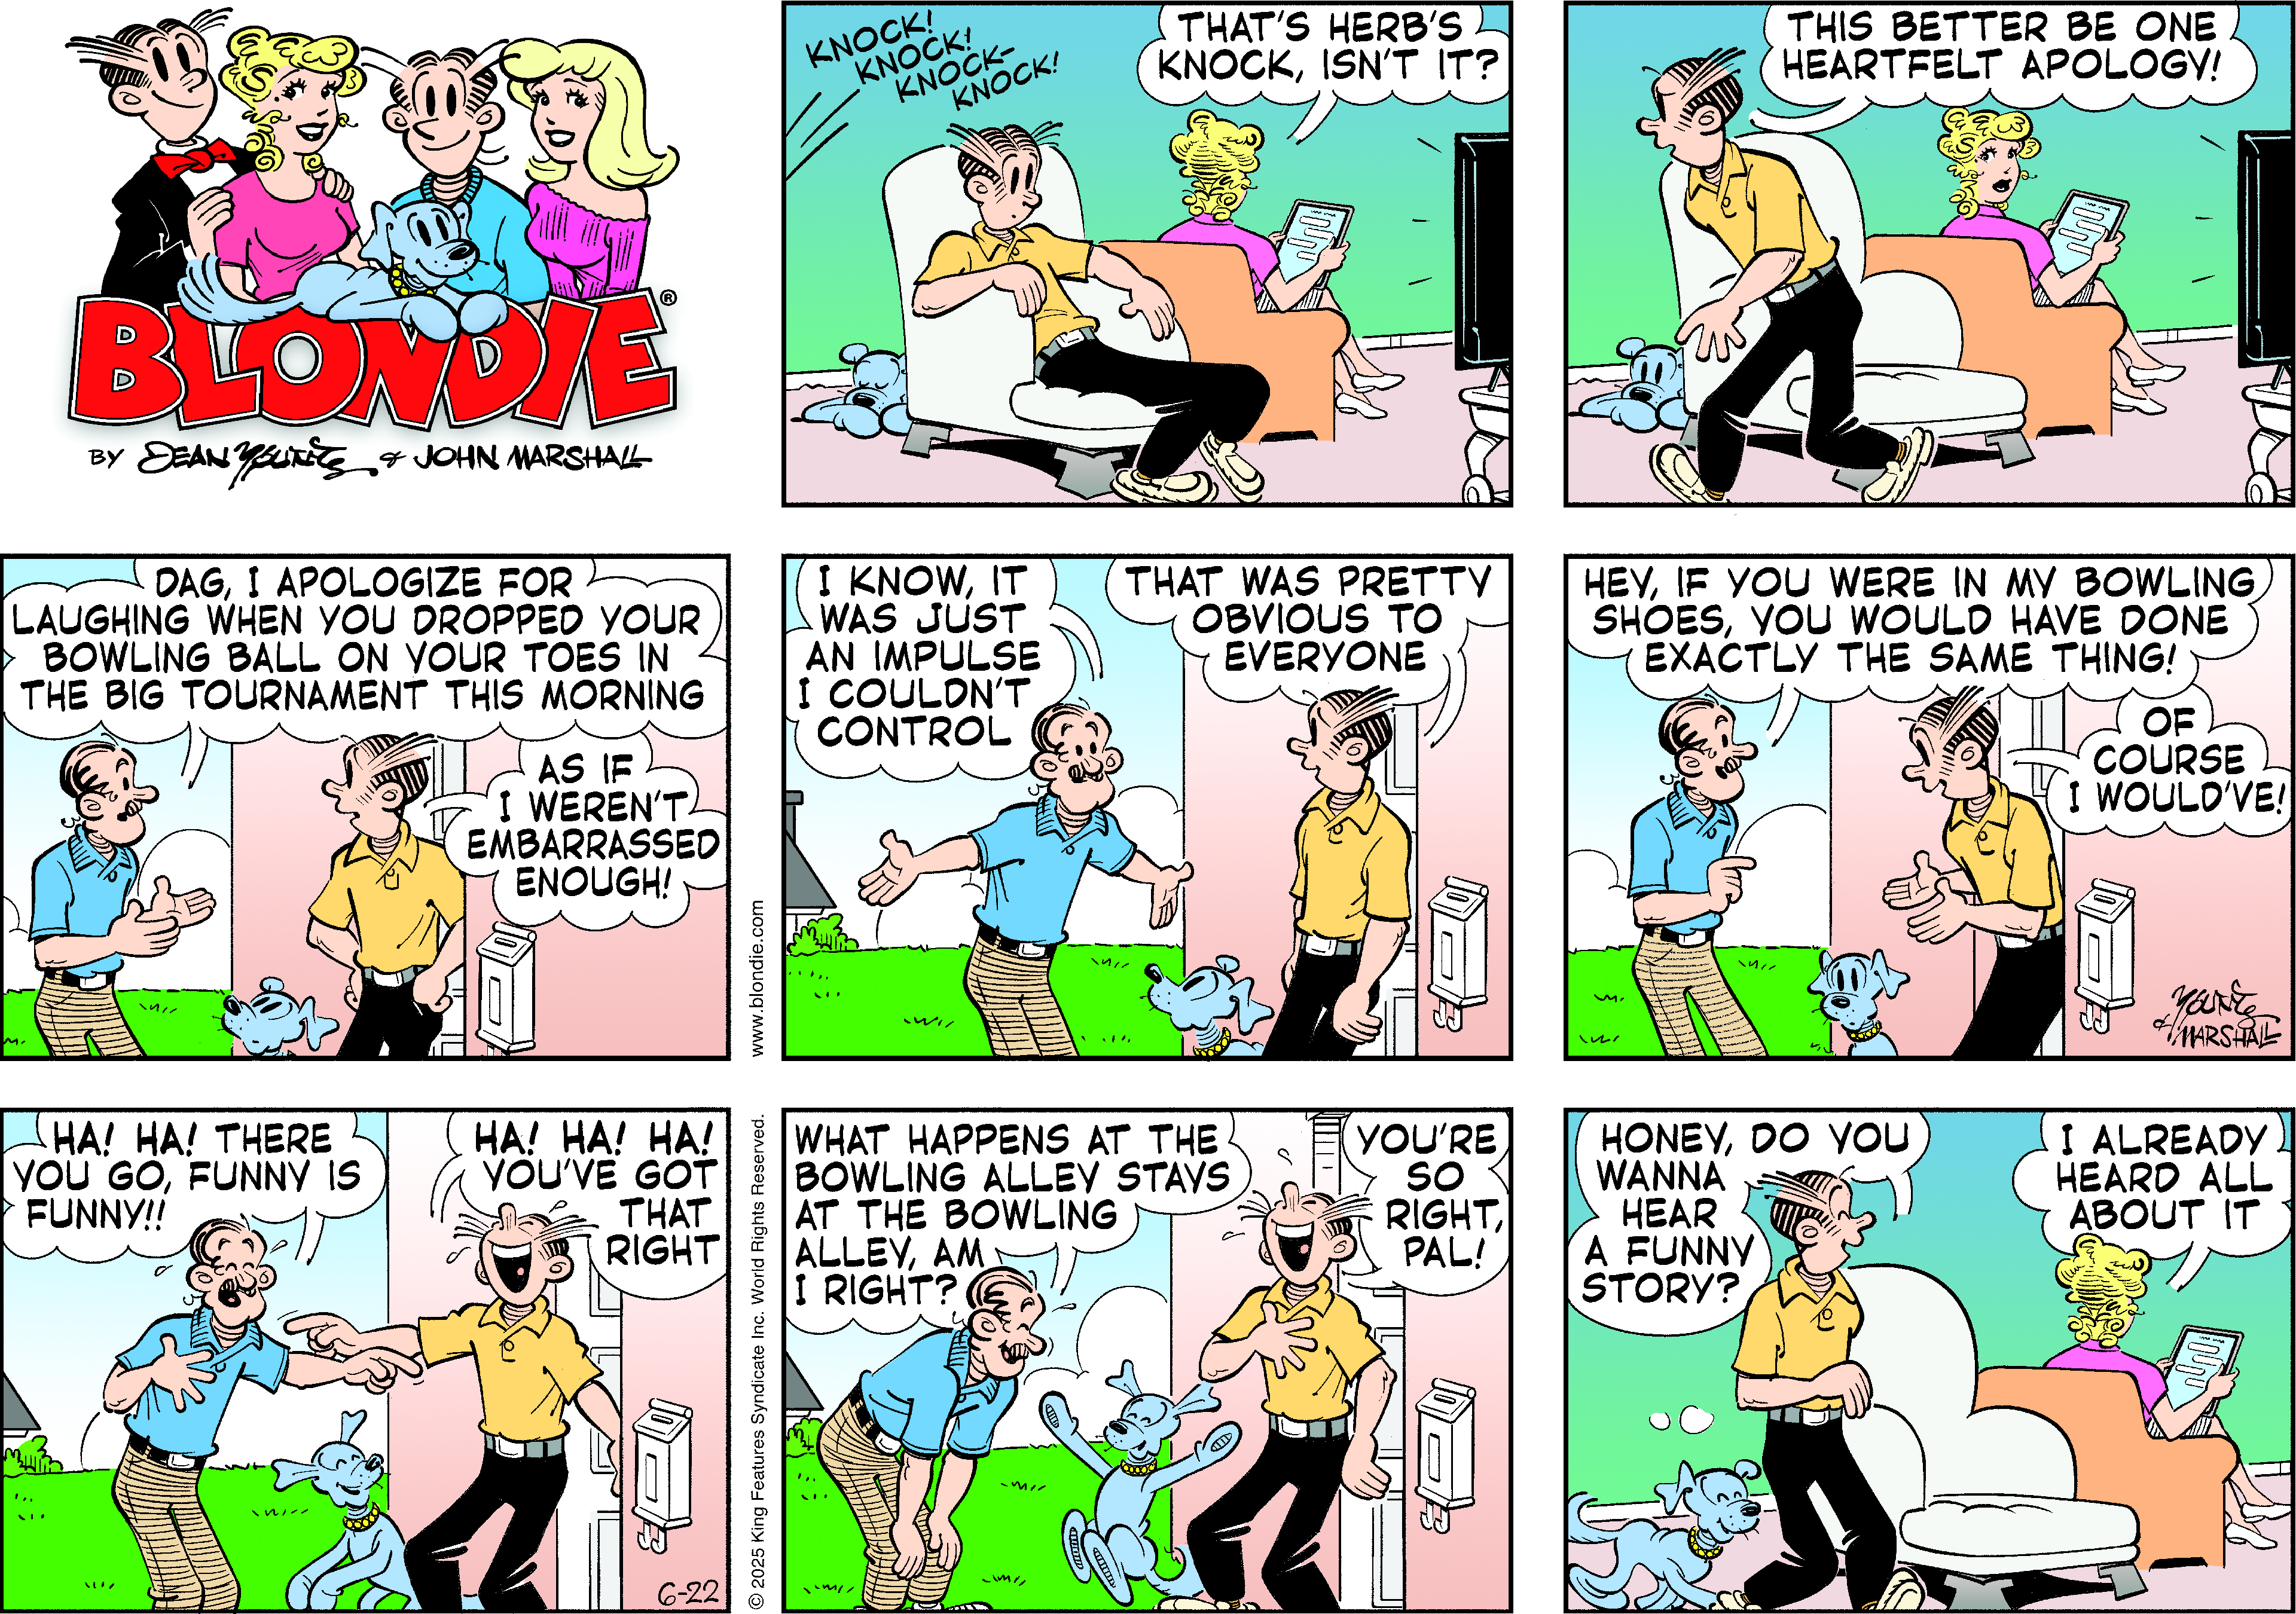 BLONDIE®
BY DEAN YOUNG & JOHN MARSHALL
KNOCK!
KNOCK!
KNOCK-
KNOCK!
THAT'S HERB'S
KNOCK, ISN'T IT?
THIS BETTER BE ONE
HEARTFELT APOLOGY!
DAG, I APOLOGIZE FOR
LAUGHING WHEN YOU DROPPED YOUR
BOWLING BALL ON YOUR TOES IN
THE BIG TOURNAMENT THIS MORNING
AS IF
I WEREN'T
EMBARRASSED
ENOUGH!
www.blondie.com
I KNOW, IT
WAS JUST
AN IMPULSE
I COULDN'T
CONTROL
THAT WAS PRETTY
OBVIOUS TO
EVERYONE
HEY, IF YOU WERE IN MY BOWLING
SHOES, YOU WOULD HAVE DONE
EXACTLY THE SAME THING!
OF
COURSE
I WOULD'VE!
YOUNG
& MARSHALL
HA! HA! THERE
YOU GO, FUNNY IS
FUNNY!!
HA! HA! HA!
YOU'VE GOT
THAT
RIGHT
6-22
© 2025 King Features Syndicate Inc. World Rights Reserved.
WHAT HAPPENS AT THE
BOWLING ALLEY STAYS
AT THE BOWLING
ALLEY, AM
I RIGHT?
YOU'RE
SO
RIGHT,
PAL!
HONEY, DO YOU
WANNA
HEAR
A FUNNY
STORY?
I ALREADY
HEARD ALL
ABOUT IT